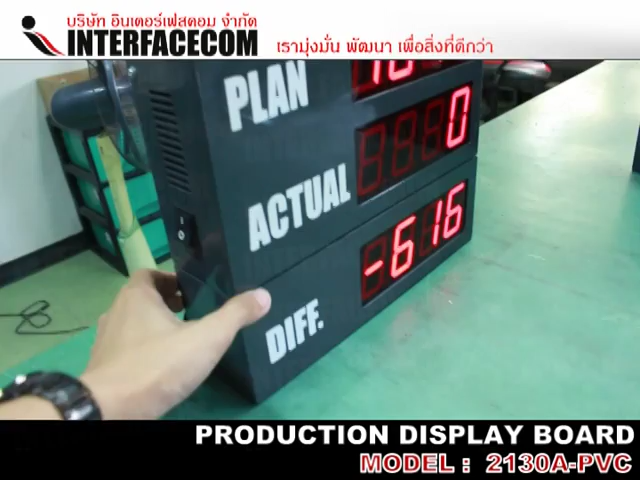 บริษัท อินเตอร์เฟสคอม จำกัด
INTERFACECOM
เรามุ่งมั่น พัฒนา เพื่อสิ่งที่ดีกว่า
PLAN
ACTUAL 0
DIFF. -616
PRODUCTION DISPLAY BOARD
MODEL : 2130A-PVC